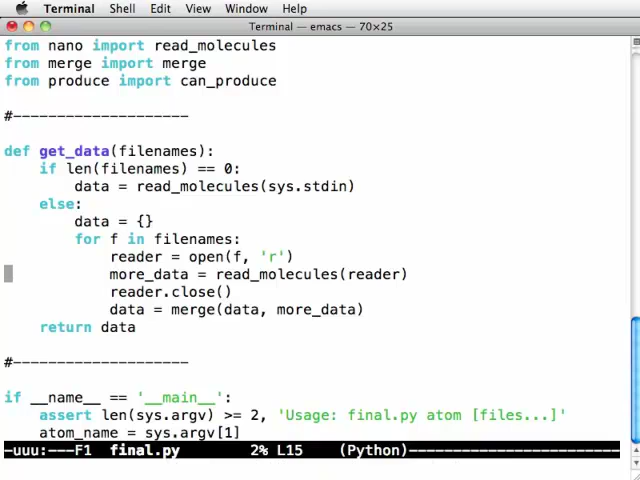 Terminal Shell Edit View Window Help
Terminal — emacs — 70×25
from nano import read_molecules
from merge import merge
from produce import can_produce
#--------------------
def get_data(filenames):
    if len(filenames) == 0:
        data = read_molecules(sys.stdin)
    else:
        data = {}
        for f in filenames:
            reader = open(f, 'r')
            more_data = read_molecules(reader)
            reader.close()
            data = merge(data, more_data)
    return data
#--------------------
if __name__ == '__main__':
    assert len(sys.argv) >= 2, 'Usage: final.py atom [files...]'
    atom_name = sys.argv[1]
-uuu:---F1  final.py        2% L15    (Python)------------------------